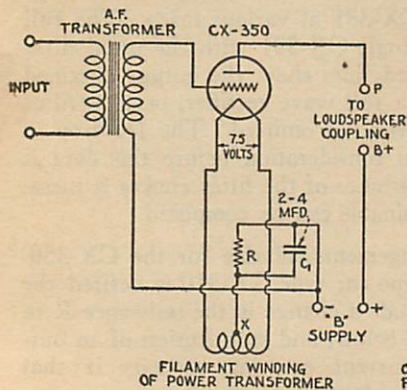 A.F.
TRANSFORMER
CX-350
INPUT
P
TO
LOUDSPEAKER
COUPLING
B+
7.5
VOLTS
2-4
MFD.
R
C1
X
-
+
"B"
SUPPLY
FILAMENT WINDING
OF POWER TRANSFORMER